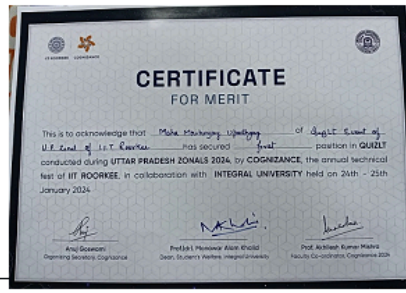 IIT ROORKEE COGNIZANCE
CERTIFICATE
FOR MERIT
This is to acknowledge that Maha Mrityunjay Upadhyay of QuizLT Event of
U.P. Zonal of I.I.T Roorkee has secured first position in QUIZLT
conducted during UTTAR PRADESH ZONALS 2024, by COGNIZANCE, the annual technical
fest of IIT ROORKEE, in collaboration with INTEGRAL UNIVERSITY held on 24th - 25th
January 2024
Anuj Goswami Prof.(dr). Monawar Alam Khalid Prof. Akhilesh Kumar Mishra
Organising Secretary, Cognizance Dean, Student's Welfare, Integral University Faculty Co-ordinator, Cognizance 2024